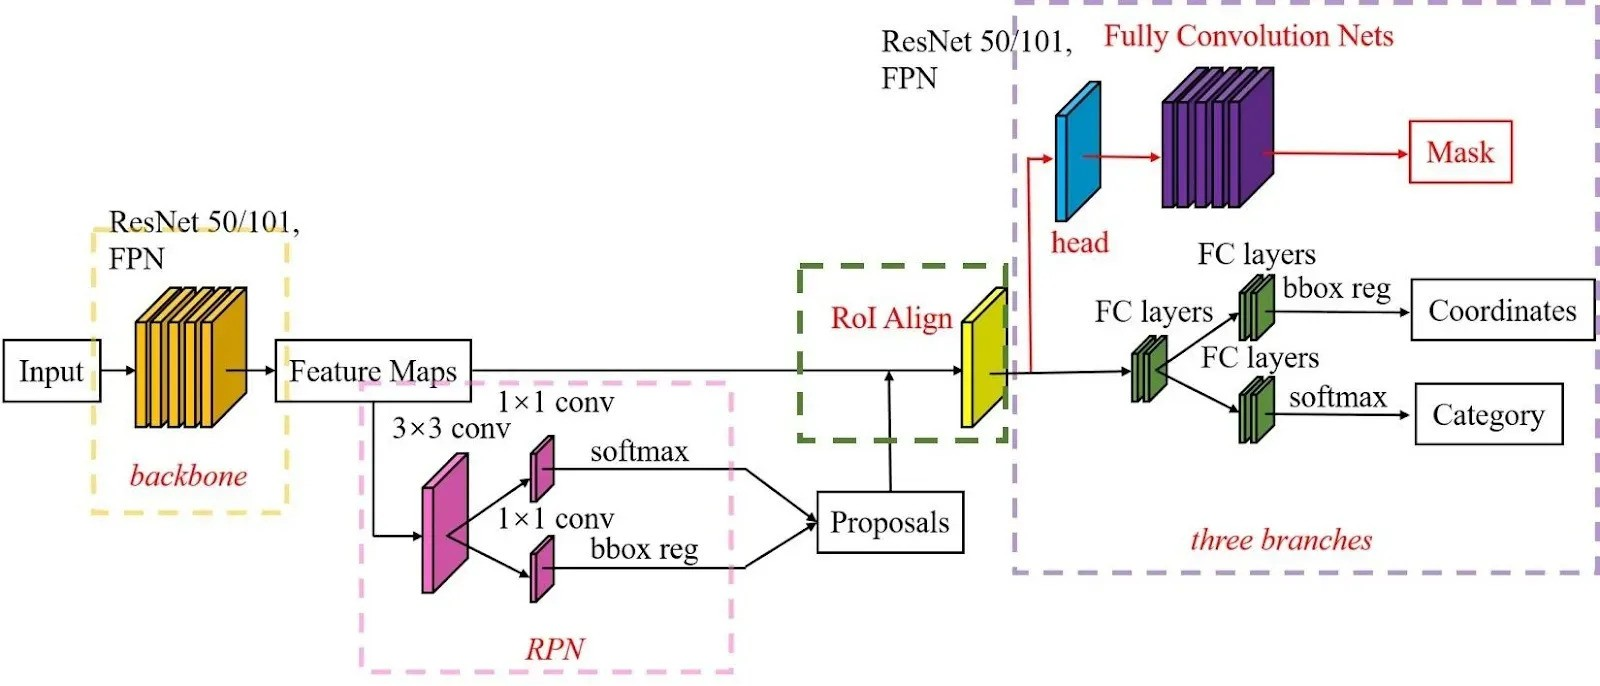 ResNet 50/101,
FPN
Fully Convolution Nets
Mask
head
ResNet 50/101,
FPN
FC layers
bbox reg
Coordinates
RoI Align
FC layers
FC layers
Input
Feature Maps
softmax
Category
1×1 conv
3×3 conv
softmax
backbone
1×1 conv
bbox reg
Proposals
three branches
RPN